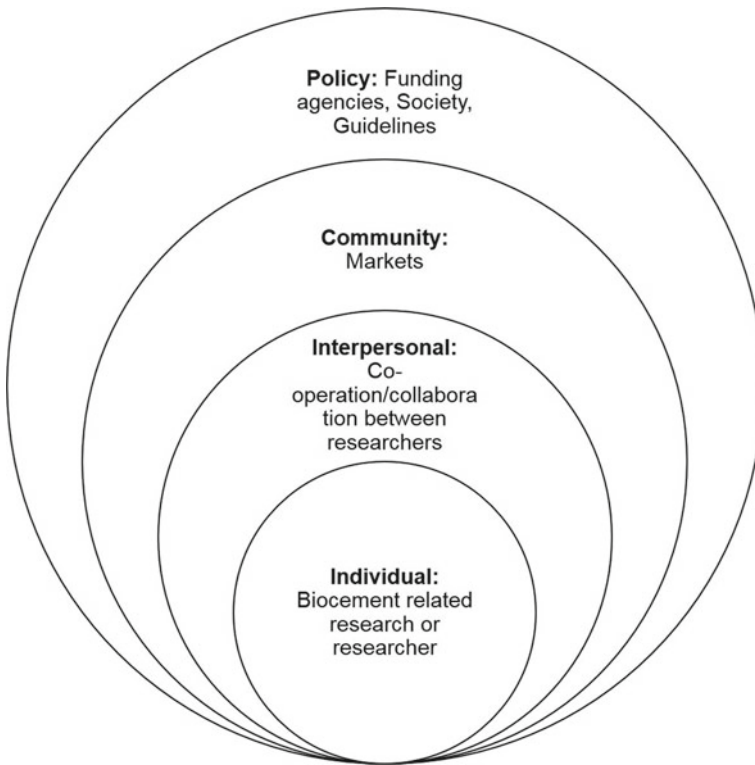 Policy: Funding
agencies, Society,
Guidelines
Community:
Markets
Interpersonal:
Co-
operation/collabora
tion between
researchers
Individual:
Biocement related
research or
researcher